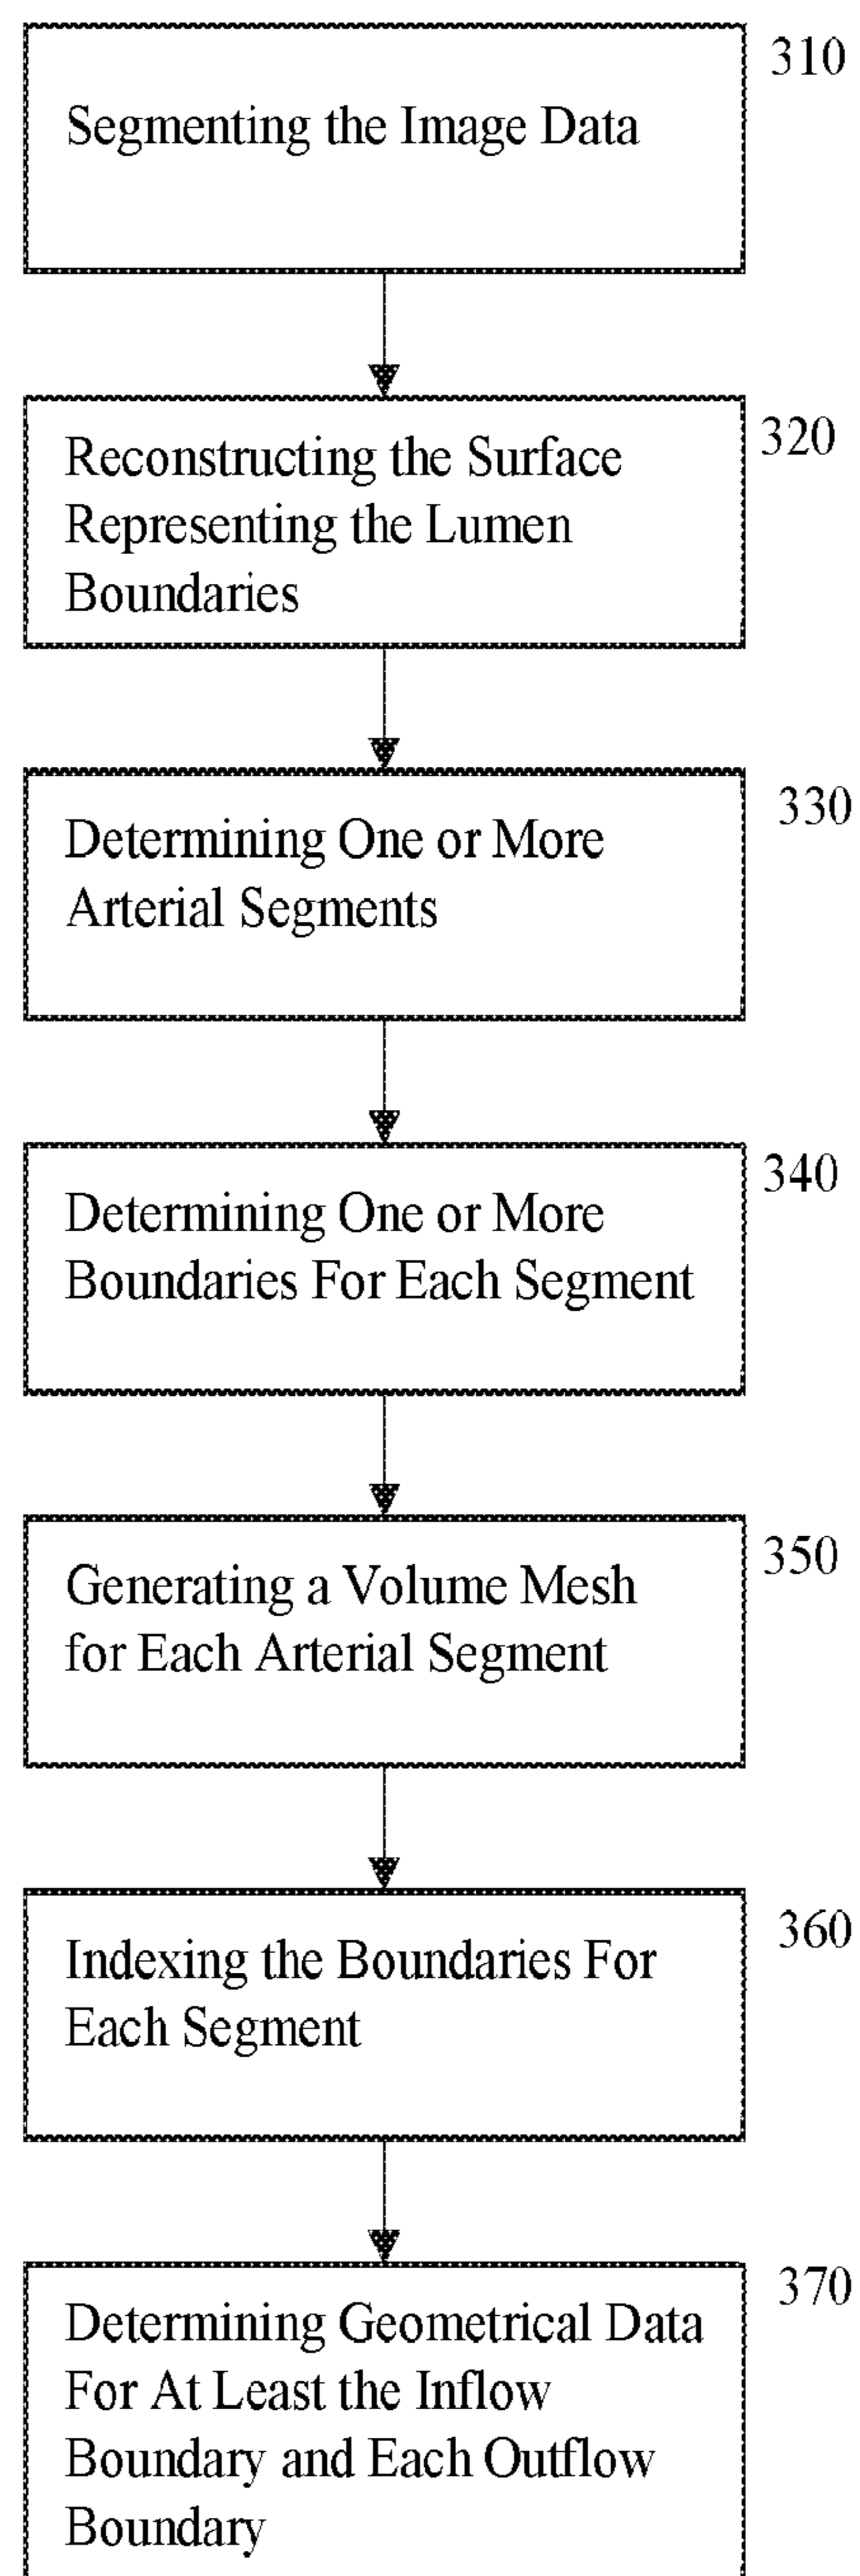 310
Segmenting the Image Data
320
Reconstructing the Surface
Representing the Lumen
Boundaries
330
Determining One or More
Arterial Segments
340
Determining One or More
Boundaries For Each Segment
350
Generating a Volume Mesh
for Each Arterial Segment
360
Indexing the Boundaries For
Each Segment
370
Determining Geometrical Data
For At Least the Inflow
Boundary and Each Outflow
Boundary